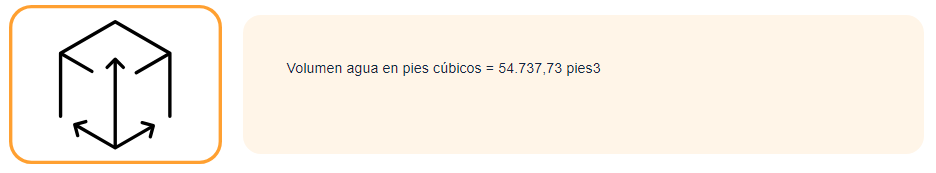 Volumen agua en pies cúbicos = 54.737,73 pies3